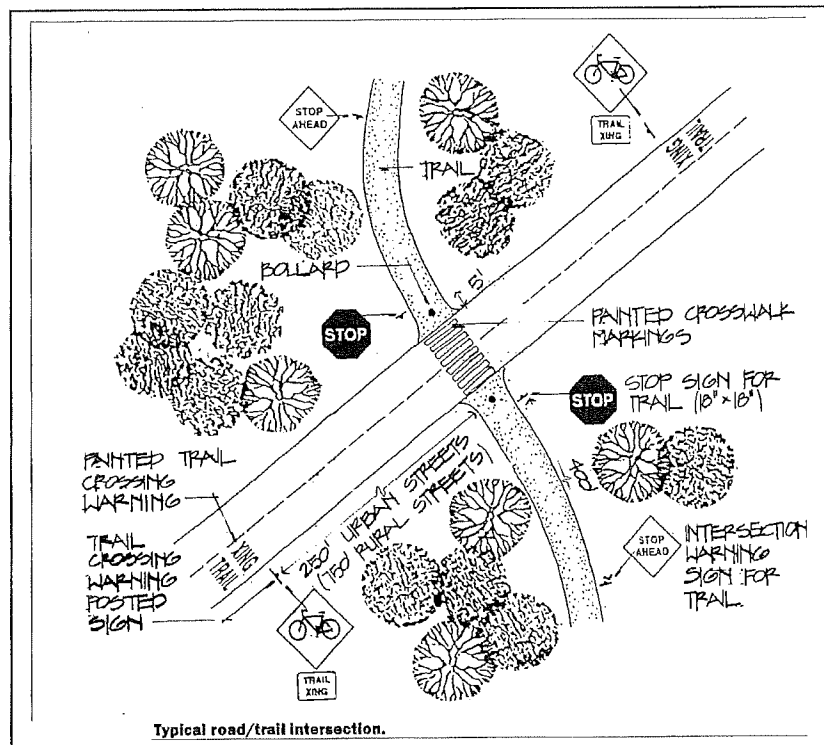 STOP
AHEAD
TRAIL
XING
TRAIL
XING
TRAIL
BOLLARD
5'
STOP
PAINTED CROSSWALK
MARKINGS
STOP
STOP SIGN FOR
TRAIL (18" x 18")
PAINTED TRAIL
CROSSING
WARNING
250' URBAN STREETS
(750' RURAL STREETS)
400'
TRAIL
XING
TRAIL
CROSSING
WARNING
POSTED
SIGN
STOP
AHEAD
INTERSECTION
WARNING
SIGN FOR
TRAIL.
TRAIL
XING
Typical road/trail intersection.